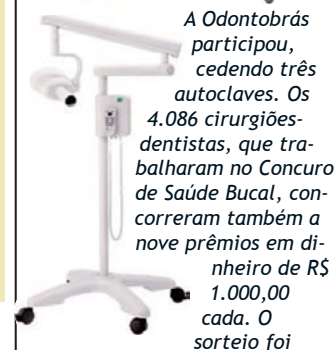 A Odontobrás
participou,
cedendo três
autoclaves. Os
4.086 cirurgiões-
dentistas, que tra-
balharam no Concuro
de Saúde Bucal, con-
correram também a
nove prêmios em di-
nheiro de R$
1.000,00
cada. O
sorteio foi